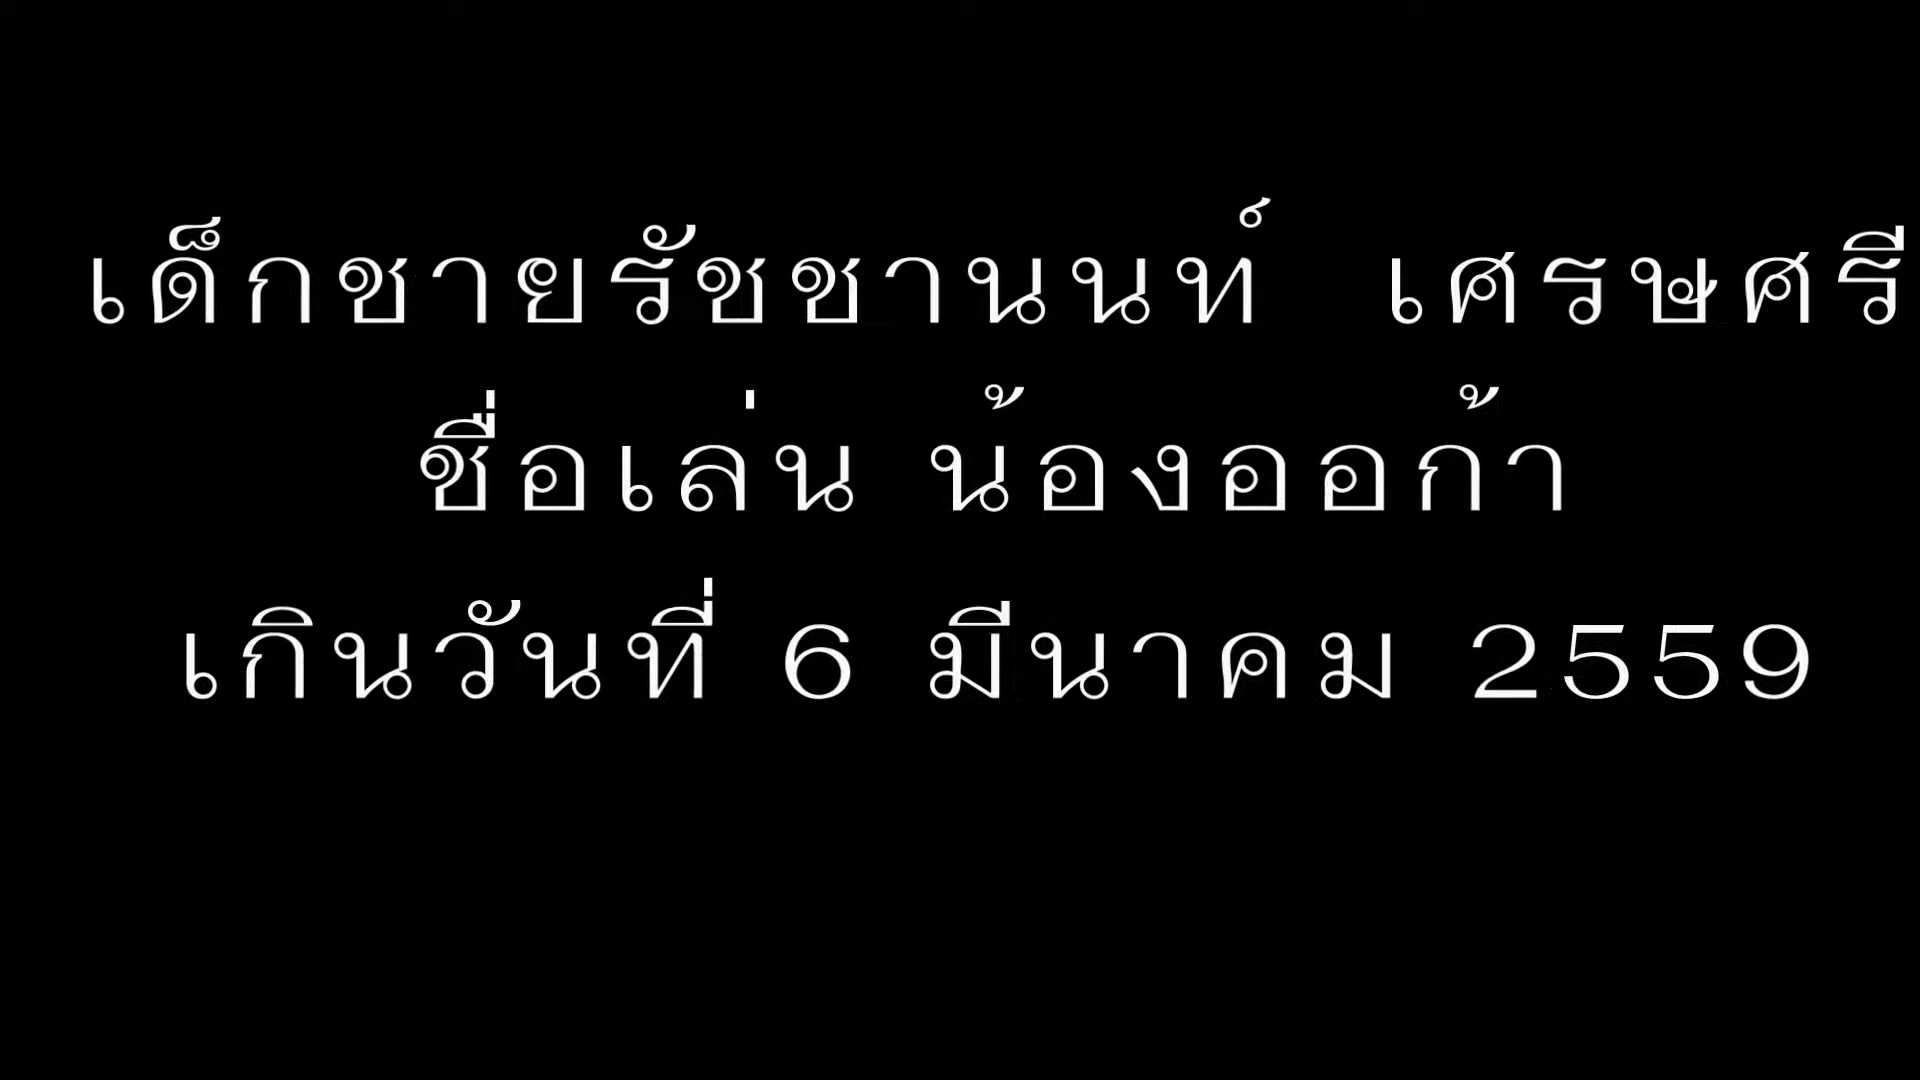 เด็กชายรัชชานนท์ เศรษศรี
ชื่อเล่น น้องออก้า
เกินวันที่ 6 มีนาคม 2559